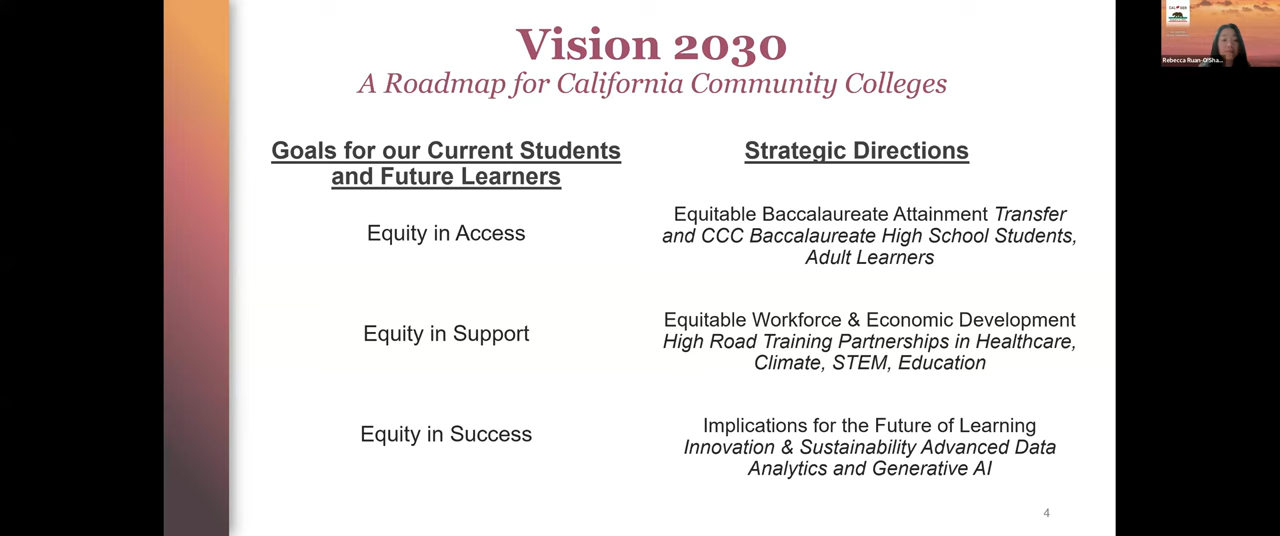 Vision 2030
A Roadmap for California Community Colleges
Goals for our Current Students
and Future Learners
Equity in Access
Equity in Support
Equity in Success
Strategic Directions
Equitable Baccalaureate Attainment Transfer
and CCC Baccalaureate High School Students,
Adult Learners
Equitable Workforce & Economic Development
High Road Training Partnerships in Healthcare,
Climate, STEM, Education
Implications for the Future of Learning
Innovation & Sustainability Advanced Data
Analytics and Generative AI
4
Rebecca Ruan-O'Sha...